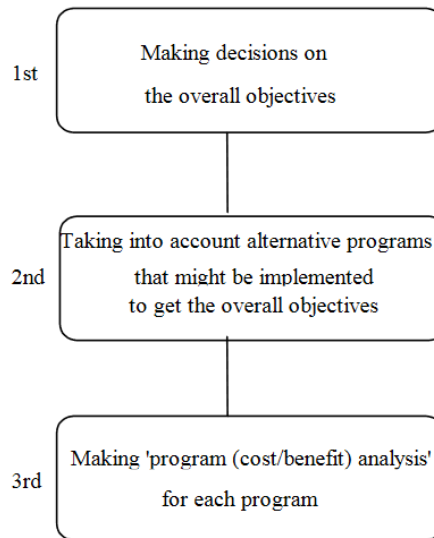 1st
Making decisions on
the overall objectives
2nd
Taking into account alternative programs
that might be implemented
to get the overall objectives
3rd
Making 'program (cost/benefit) analysis'
for each program